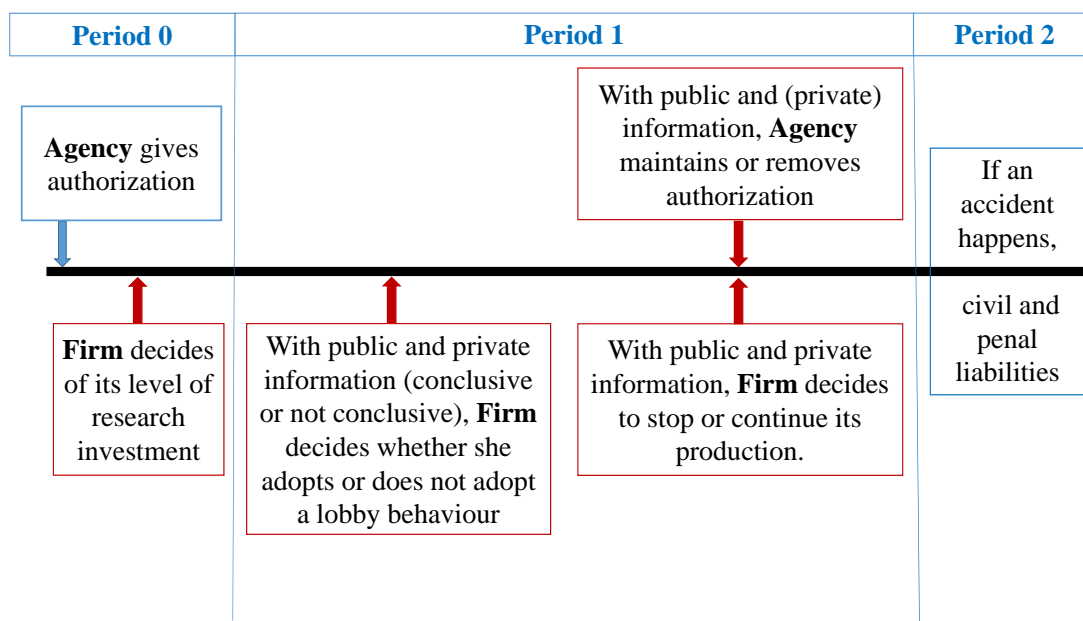 Period 0
Period 1
Period 2
Agency gives
authorization
With public and (private)
information, Agency
maintains or removes
authorization
If an
accident
happens,
Firm decides
of its level of
research
investment
With public and private
information (conclusive
or not conclusive), Firm
decides whether she
adopts or does not adopt
a lobby behaviour
With public and private
information, Firm decides
to stop or continue its
production.
civil and
penal
liabilities